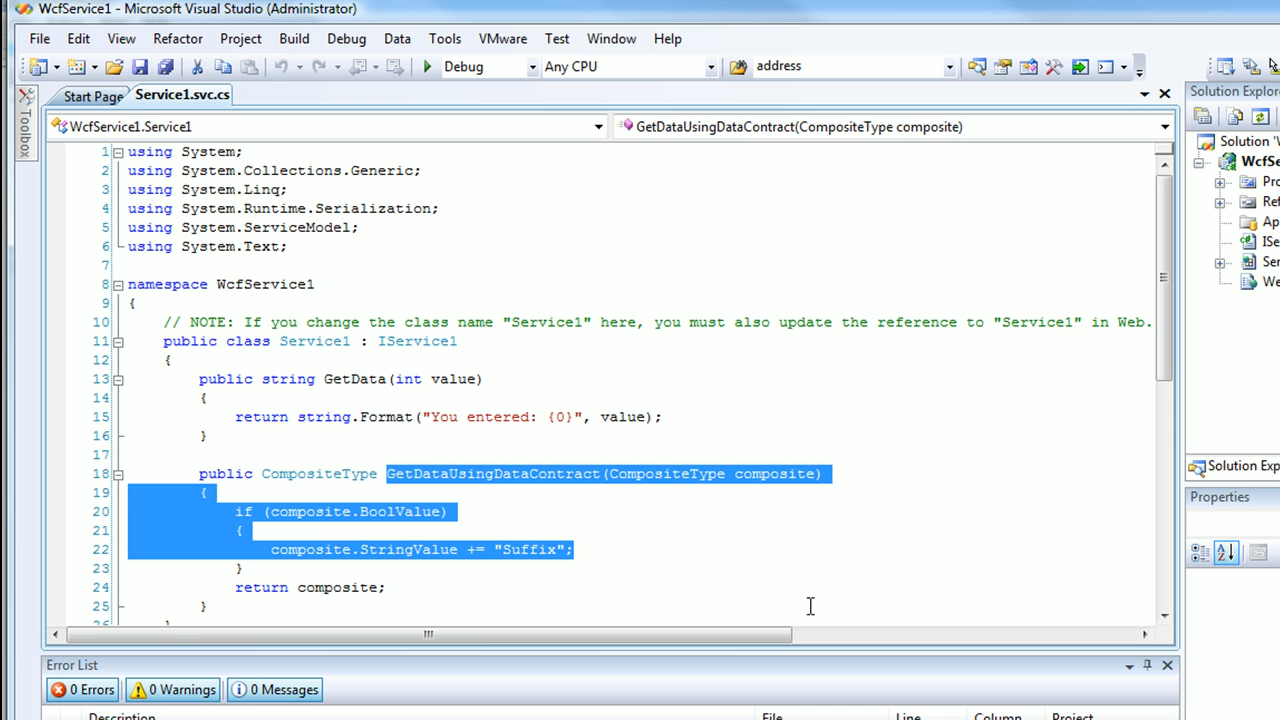 WcfService1 - Microsoft Visual Studio (Administrator)
File Edit View Refactor Project Build Debug Data Tools VMware Test Window Help
Debug Any CPU address
Start Page Service1.svc.cs
Solution Explore
Toolbox
WcfService1.Service1 GetDataUsingDataContract(CompositeType composite)
Solution 'W
WcfSe
Pro
Ref
Ap
ISe
Ser
We
1 using System;
2 using System.Collections.Generic;
3 using System.Linq;
4 using System.Runtime.Serialization;
5 using System.ServiceModel;
6 using System.Text;
7
8 namespace WcfService1
9 {
10 // NOTE: If you change the class name "Service1" here, you must also update the reference to "Service1" in Web.
11 public class Service1 : IService1
12 {
13 public string GetData(int value)
14 {
15 return string.Format("You entered: {0}", value);
16 }
17
18 public CompositeType GetDataUsingDataContract(CompositeType composite)
19 {
20 if (composite.BoolValue)
21 {
22 composite.StringValue += "Suffix";
23 }
24 return composite;
25 }
Solution Exp
Properties
Error List
0 Errors 0 Warnings 0 Messages
Description File Line Column Project